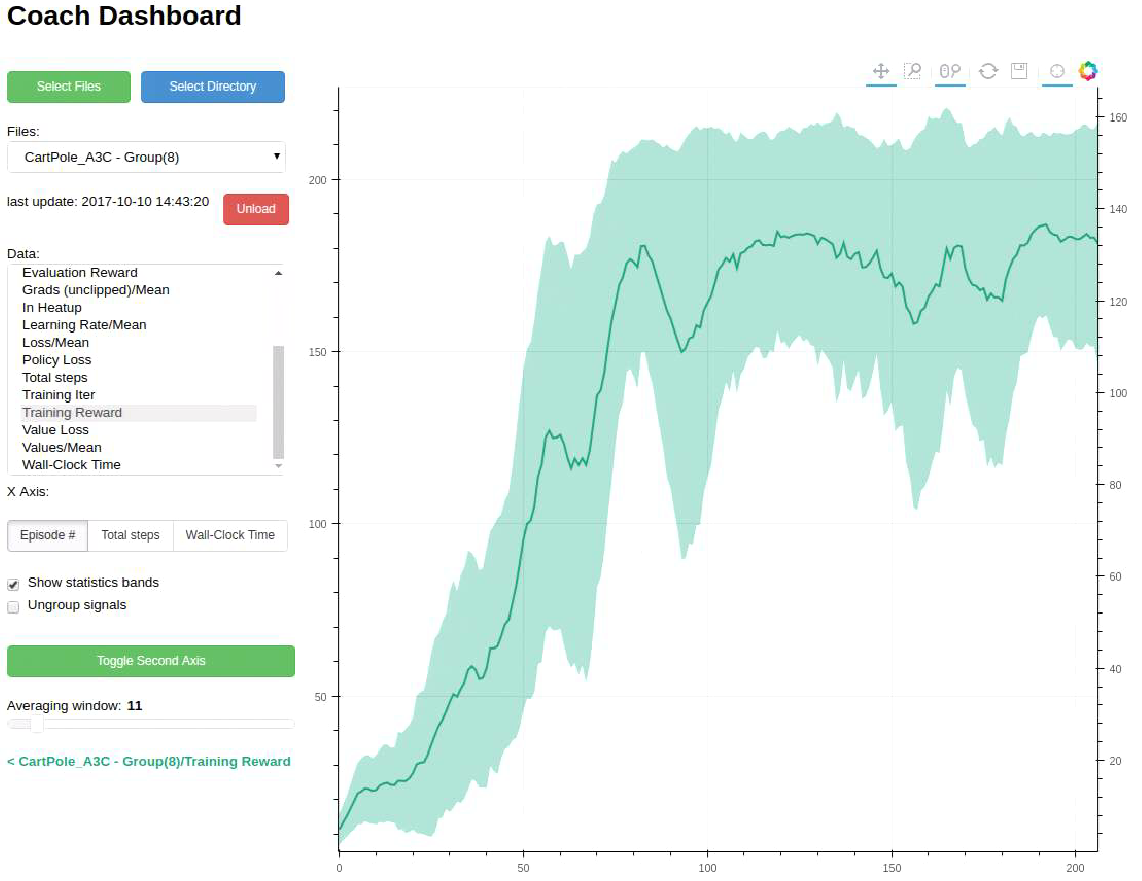 Coach Dashboard
Select Files
Select Directory
Files:
CartPole_A3C - Group(8)
last update: 2017-10-10 14:43:20
Unload
Data:
Evaluation Reward
Grads (unclipped)/Mean
In Heatup
Learning Rate/Mean
Loss/Mean
Policy Loss
Total steps
Training Iter
Training Reward
Value Loss
Values/Mean
Wall-Clock Time
X Axis:
Episode #
Total steps
Wall-Clock Time
Show statistics bands
Ungroup signals
Toggle Second Axis
Averaging window: 11
< CartPole_A3C - Group(8)/Training Reward
200
150
100
50
0
50
100
150
200
160
140
120
100
80
60
40
20